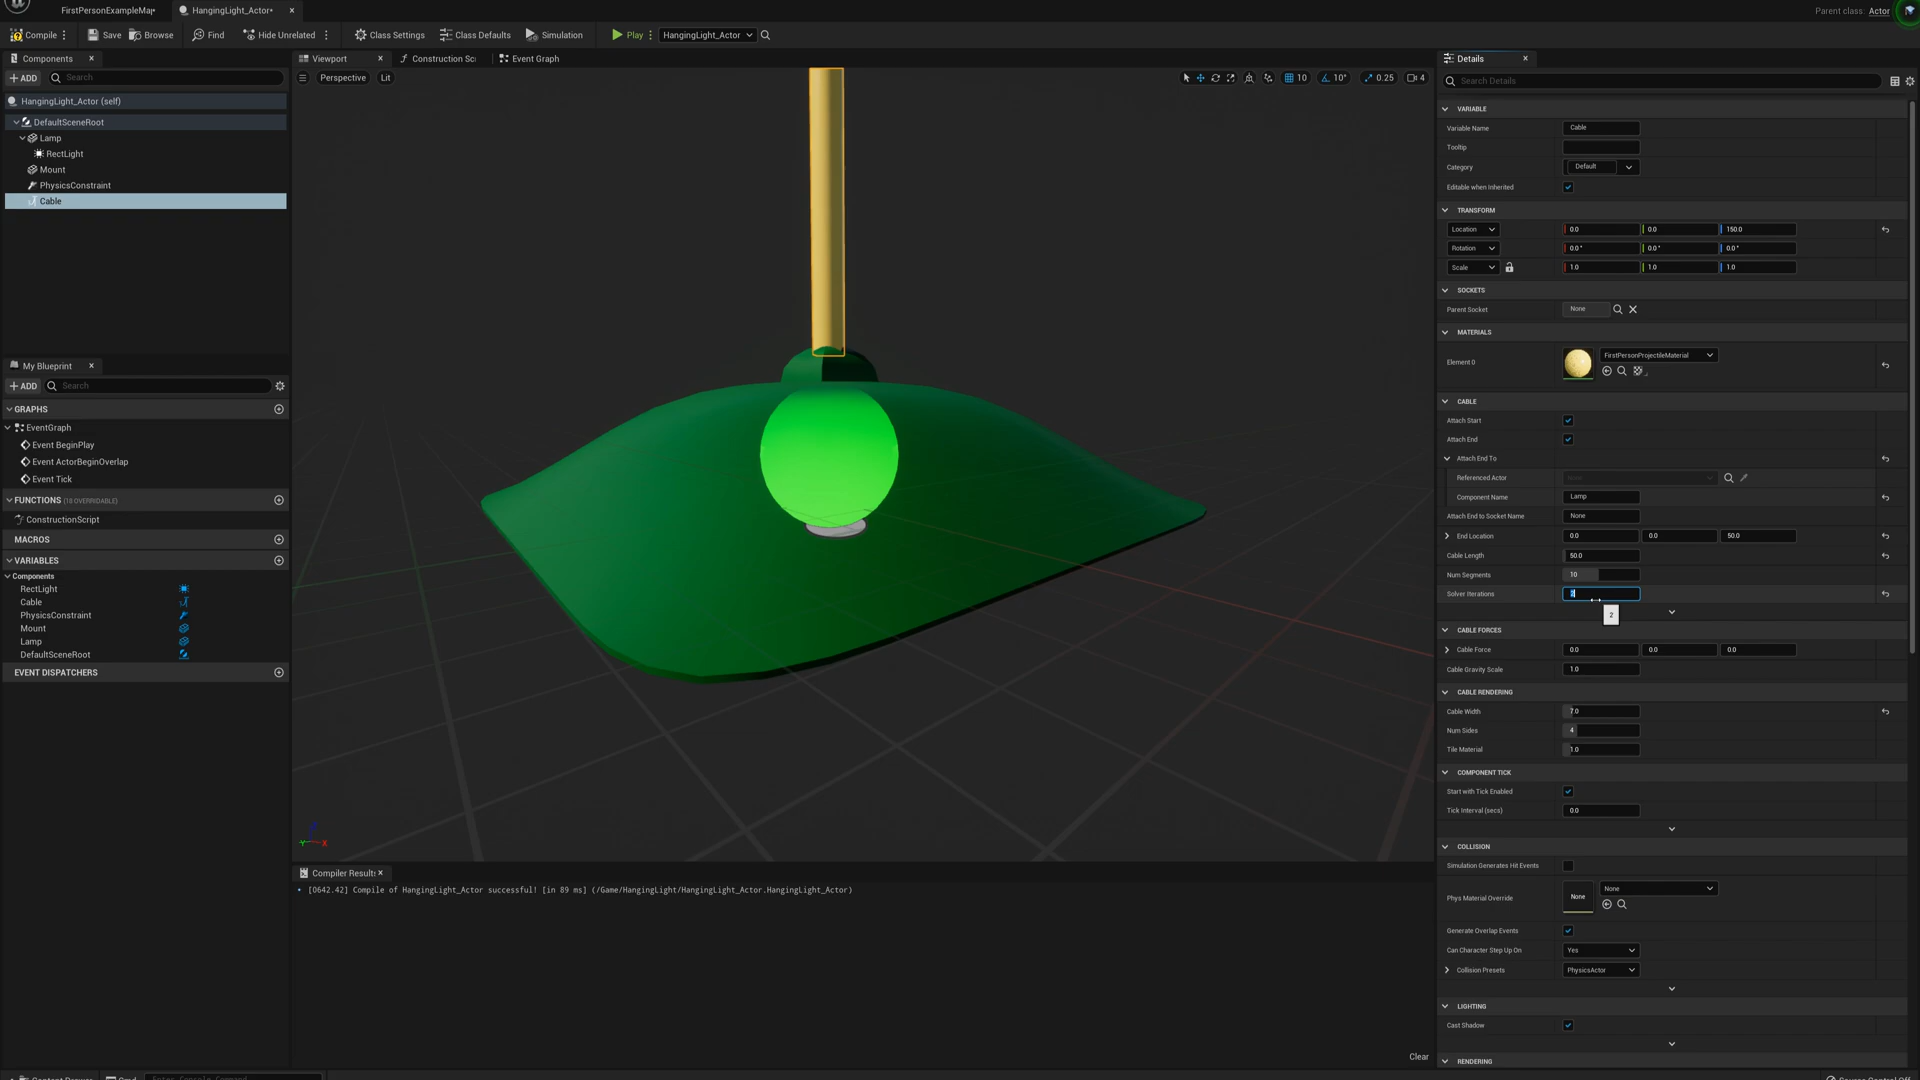 FirstPersonExampleMap*
HangingLight_Actor*
Parent class: Actor
Compile
Save
Browse
Find
Hide Unrelated
Class Settings
Class Defaults
Simulation
Play
HangingLight_Actor
Components
Viewport
Construction Sc
Event Graph
Details
ADD
Search
Perspective
Lit
10
10°
0.25
4
Search Details
HangingLight_Actor (self)
DefaultSceneRoot
Lamp
RectLight
Mount
PhysicsConstraint
Cable
My Blueprint
ADD
Search
GRAPHS
EventGraph
Event BeginPlay
Event ActorBeginOverlap
Event Tick
FUNCTIONS (18 OVERRIDABLE)
ConstructionScript
MACROS
VARIABLES
Components
RectLight
Cable
PhysicsConstraint
Mount
Lamp
DefaultSceneRoot
EVENT DISPATCHERS
X
Compiler Results
[0642.42] Compile of HangingLight_Actor successful! [in 89 ms] (/Game/HangingLight/HangingLight_Actor.HangingLight_Actor)
Clear
VARIABLE
Variable Name Cable
Tooltip
Category Default
Editable when Inherited
TRANSFORM
Location 0.0 0.0 150.0
Rotation 0.0° 0.0° 0.0°
Scale 1.0 1.0 1.0
SOCKETS
Parent Socket None
MATERIALS
Element 0 FirstPersonProjectileMaterial
CABLE
Attach Start
Attach End
Attach End To
Referenced Actor
Component Name Lamp
Attach End to Socket Name None
End Location 0.0 0.0 50.0
Cable Length 50.0
Num Segments 10
Solver Iterations 2
2
CABLE FORCES
Cable Force 0.0 0.0 0.0
Cable Gravity Scale 1.0
CABLE RENDERING
Cable Width 7.0
Num Sides 4
Tile Material 1.0
COMPONENT TICK
Start with Tick Enabled
Tick Interval (secs) 0.0
COLLISION
Simulation Generates Hit Events
Phys Material Override None None
Generate Overlap Events
Can Character Step Up On Yes
Collision Presets PhysicsActor
LIGHTING
Cast Shadow
RENDERING